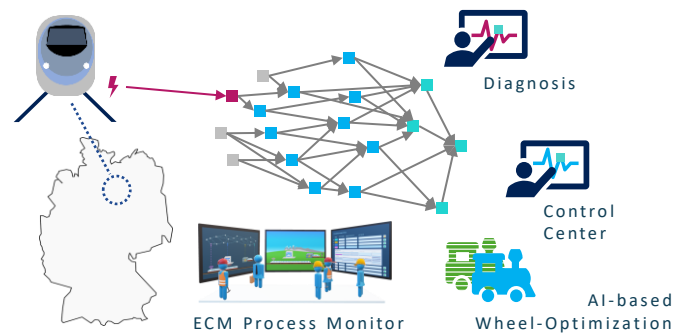 Diagnosis
Control
Center
ECM Process Monitor
AI-based
Wheel-Optimization